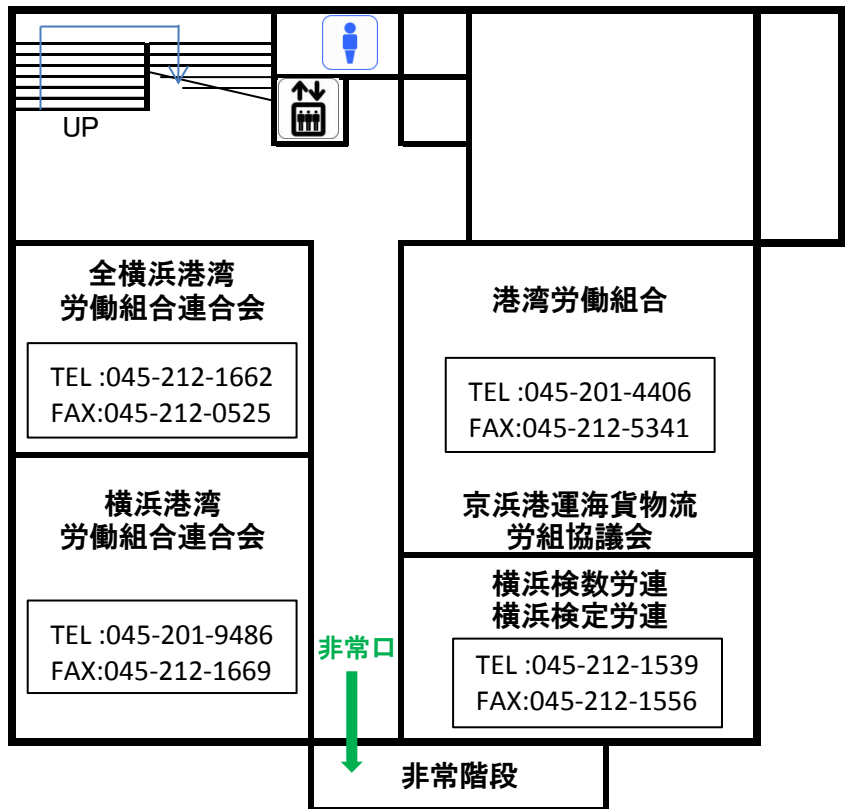 UP
全横浜港湾
労働組合連合会
TEL :045-212-1662
FAX:045-212-0525
港湾労働組合
TEL :045-201-4406
FAX:045-212-5341
京浜港運海貨物流
労組協議会
横浜港湾
労働組合連合会
TEL :045-201-9486
FAX:045-212-1669
横浜検数労連
横浜検定労連
TEL :045-212-1539
FAX:045-212-1556
非常口
非常階段